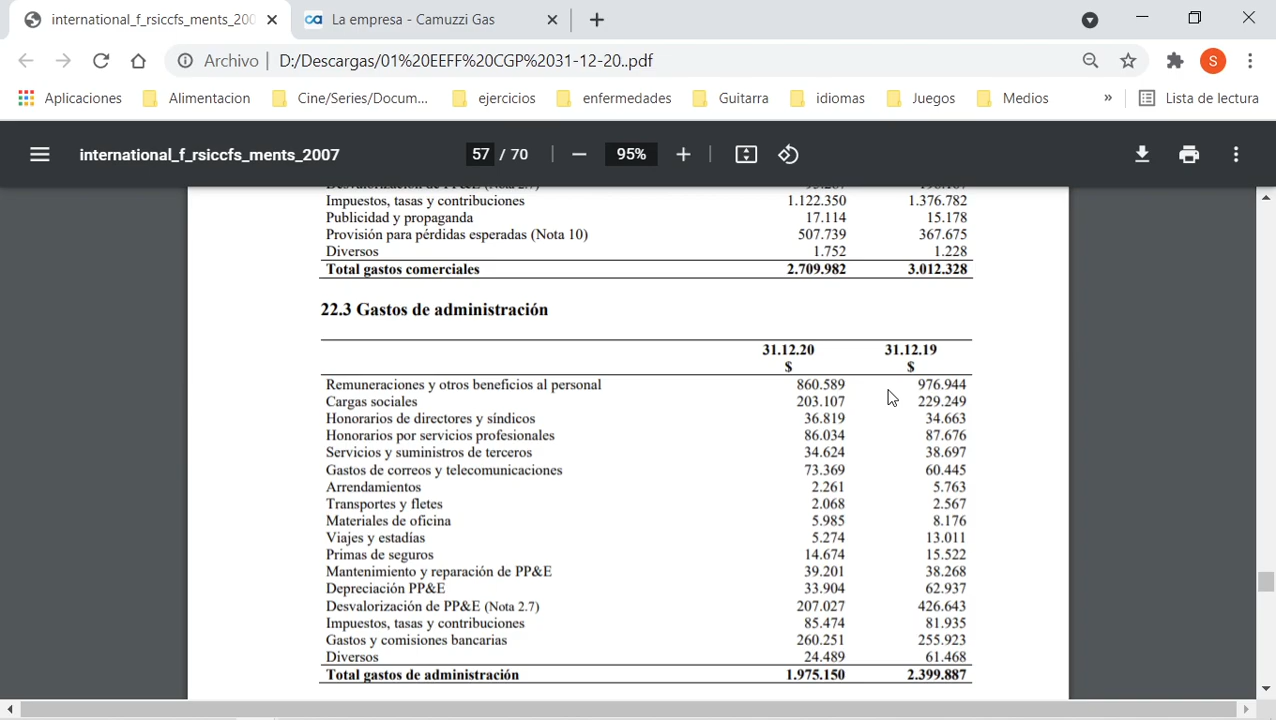 international_f_rsiccfs_ments_200
La empresa - Camuzzi Gas
Archivo D:/Descargas/01%20EEFF%20CGP%2031-12-20..pdf S
Aplicaciones Alimentacion Cine/Series/Docum... ejercicios enfermedades Guitarra idiomas Juegos Medios » Lista de lectura
international_f_rsiccfs_ments_2007 57 / 70 95%
Impuestos, tasas y contribuciones 1.122.350 1.376.782
Publicidad y propaganda 17.114 15.178
Provisión para pérdidas esperadas (Nota 10) 507.739 367.675
Diversos 1.752 1.228
Total gastos comerciales 2.709.982 3.012.328
22.3 Gastos de administración
31.12.20 31.12.19
$ $
Remuneraciones y otros beneficios al personal 860.589 976.944
Cargas sociales 203.107 229.249
Honorarios de directores y síndicos 36.819 34.663
Honorarios por servicios profesionales 86.034 87.676
Servicios y suministros de terceros 34.624 38.697
Gastos de correos y telecomunicaciones 73.369 60.445
Arrendamientos 2.261 5.763
Transportes y fletes 2.068 2.567
Materiales de oficina 5.985 8.176
Viajes y estadías 5.274 13.011
Primas de seguros 14.674 15.522
Mantenimiento y reparación de PP&E 39.201 38.268
Depreciación PP&E 33.904 62.937
Desvalorización de PP&E (Nota 2.7) 207.027 426.643
Impuestos, tasas y contribuciones 85.474 81.935
Gastos y comisiones bancarias 260.251 255.923
Diversos 24.489 61.468
Total gastos de administración 1.975.150 2.399.887